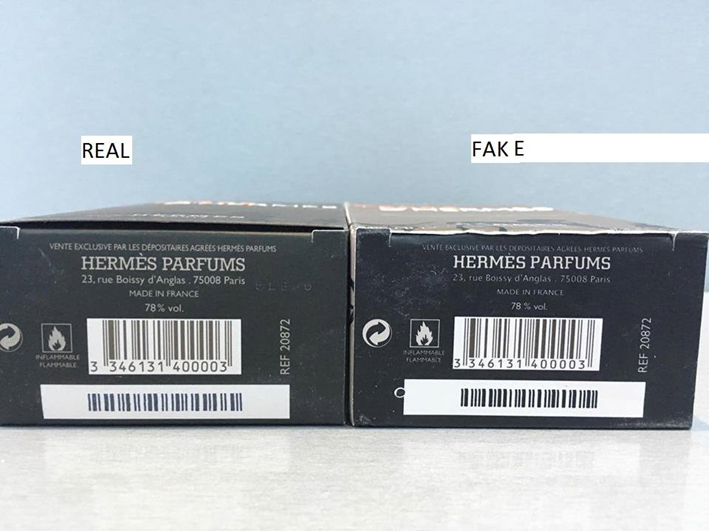 REAL
FAKE
HERMES
VENTE EXCLUSIVE PAR LES DÉPOSITAIRES AGRÉÉS HERMÈS PARFUMS
HERMÈS PARFUMS
23, rue Boissy d'Anglas . 75008 Paris
MADE IN FRANCE
78% vol.
INFLAMMABLE
FLAMMABLE
3 346131 400003
REF 20872
VENTE EXCLUSIVE PAR LES DÉPOSITAIRES AGRÉÉS HERMÈS PARFUMS
HERMÈS PARFUMS
23, rue Boissy d'Anglas . 75008 Paris
MADE IN FRANCE
78% vol.
INFLAMMABLE
FLAMMABLE
3 346131 400003
REF 20872